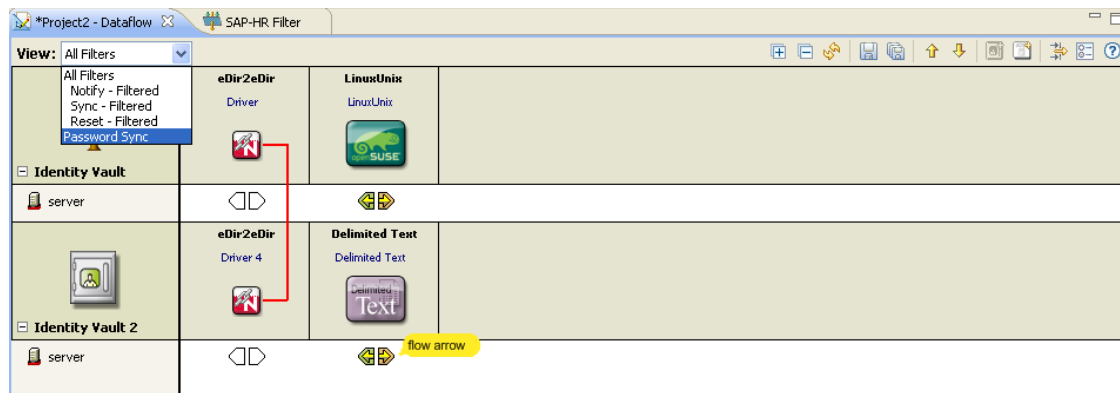 *Project2 - Dataflow
SAP-HR Filter
View: All Filters
All Filters
Notify - Filtered
Sync - Filtered
Reset - Filtered
Password Sync
eDir2eDir
LinuxUnix
Driver
LinuxUnix
N
openSUSE
Identity Vault
server
eDir2eDir
Delimited Text
Driver 4
Delimited Text
N
Delimited
Text
Identity Vault 2
flow arrow
server